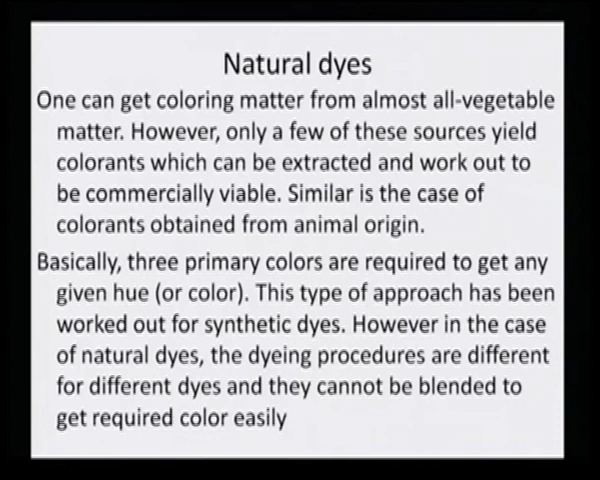 Natural dyes
One can get coloring matter from almost all-vegetable
matter. However, only a few of these sources yield
colorants which can be extracted and work out to
be commercially viable. Similar is the case of
colorants obtained from animal origin.
Basically, three primary colors are required to get any
given hue (or color). This type of approach has been
worked out for synthetic dyes. However in the case
of natural dyes, the dyeing procedures are different
for different dyes and they cannot be blended to
get required color easily